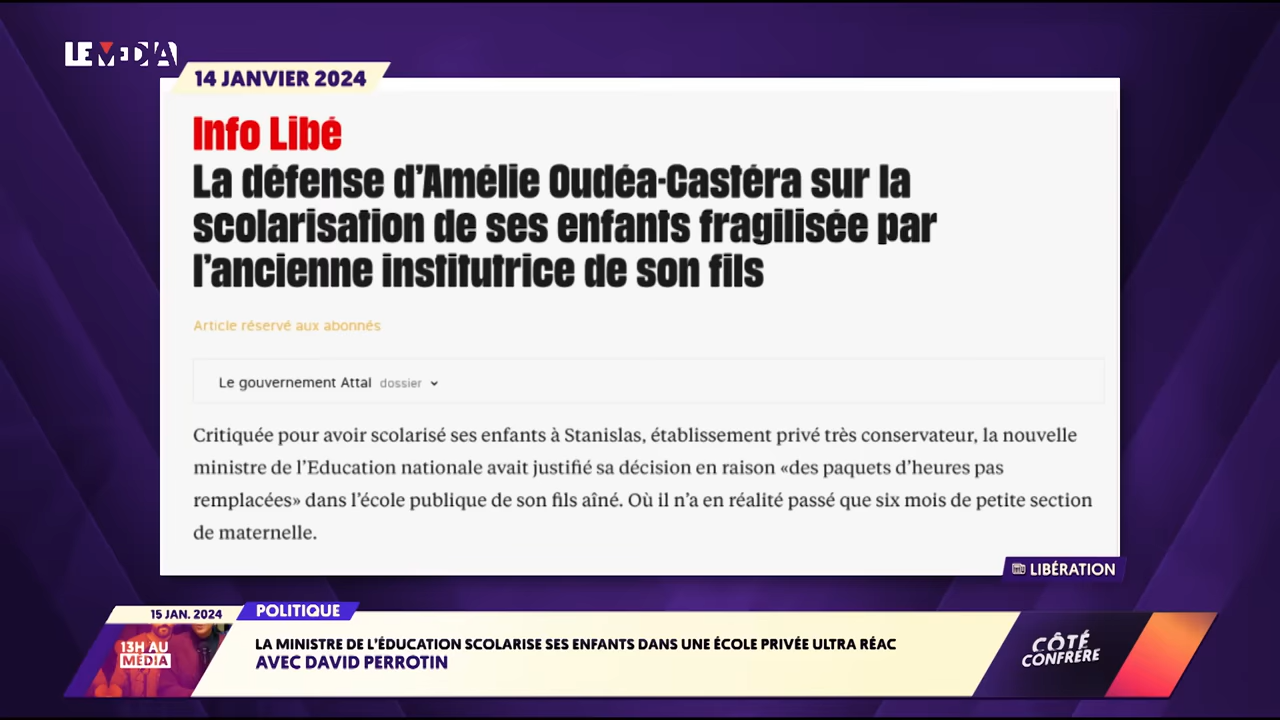 LE MEDIA
14 JANVIER 2024
Info Libé
La défense d’Amélie Oudéa-Castéra sur la
scolarisation de ses enfants fragilisée par
l’ancienne institutrice de son fils
Article réservé aux abonnés
Le gouvernement Attal dossier
Critiquée pour avoir scolarisé ses enfants à Stanislas, établissement privé très conservateur, la nouvelle
ministre de l’Education nationale avait justifié sa décision en raison «des paquets d’heures pas
remplacées» dans l’école publique de son fils aîné. Où il n’a en réalité passé que six mois de petite section
de maternelle.
LIBÉRATION
15 JAN. 2024
POLITIQUE
13H AU
MÉDIA
LA MINISTRE DE L’ÉDUCATION SCOLARISE SES ENFANTS DANS UNE ÉCOLE PRIVÉE ULTRA RÉAC
AVEC DAVID PERROTIN
CÔTÉ
CONFRÈRE